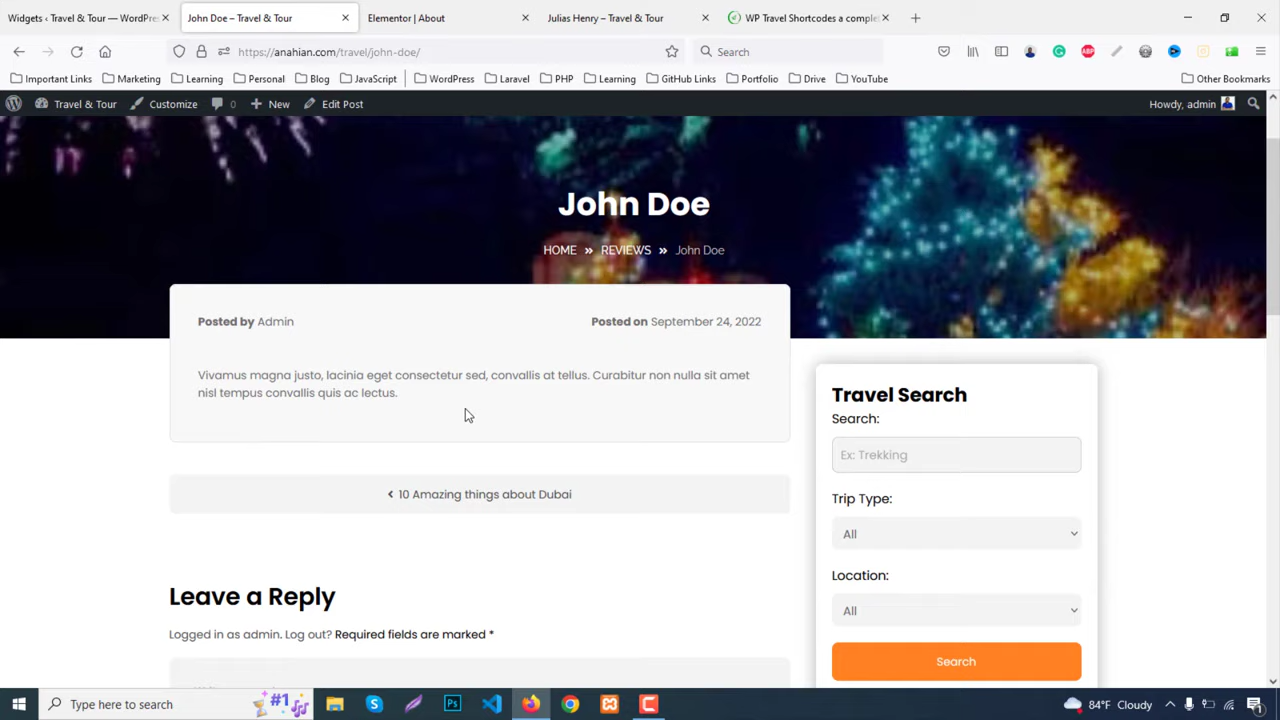 Widgets ‹ Travel & Tour — WordPre
John Doe – Travel & Tour
Elementor | About
Julias Henry – Travel & Tour
WP Travel Shortcodes a comple
https://anahian.com/travel/john-doe/
Search
Important Links
Marketing
Learning
Personal
Blog
JavaScript
WordPress
Laravel
PHP
Learning
GitHub Links
Portfolio
Drive
YouTube
Other Bookmarks
Travel & Tour
Customize
0
New
Edit Post
Howdy, admin
John Doe
HOME » REVIEWS » John Doe
Posted by Admin
Posted on September 24, 2022
Vivamus magna justo, lacinia eget consectetur sed, convallis at tellus. Curabitur non nulla sit amet
nisl tempus convallis quis ac lectus.
10 Amazing things about Dubai
Leave a Reply
Logged in as admin. Log out? Required fields are marked *
Travel Search
Search:
Ex: Trekking
Trip Type:
All
Location:
All
Search
Type here to search
#1
84°F Cloudy